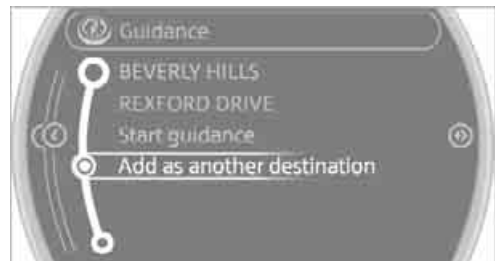 Guidance
BEVERLY HILLS
REXFORD DRIVE
Start guidance
Add as another destination